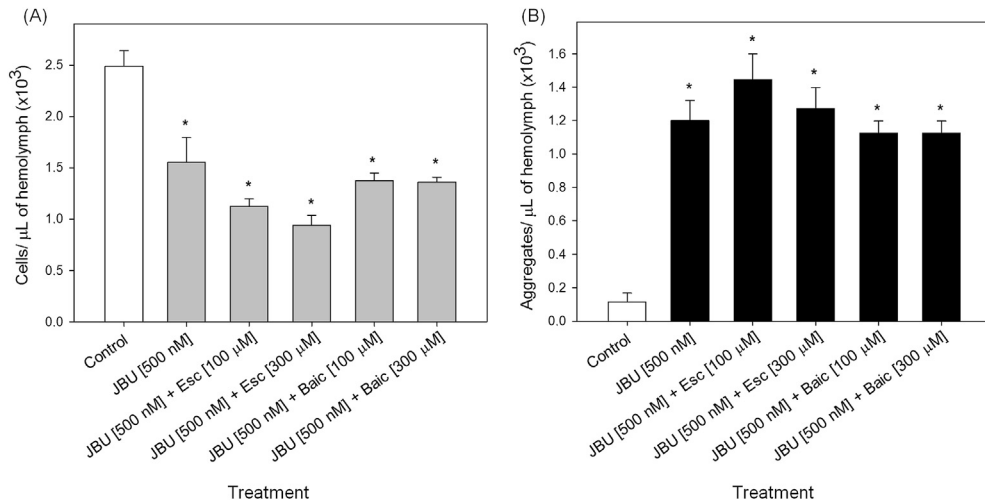 (A)
Cells/ μL of hemolymph (x10³)
2.5
2.0
1.5
1.0
0.5
0.0
*
*
*
*
*
Control
JBU [500 nM]
JBU [500 nM] + Esc [100 μM]
JBU [500 nM] + Esc [300 μM]
JBU [500 nM] + Baic [100 μM]
JBU [500 nM] + Baic [300 μM]
Treatment
(B)
Aggregates/ μL of hemolymph (x10³)
1.6
1.4
1.2
1.0
0.8
0.6
0.4
0.2
0.0
*
*
*
*
*
Control
JBU [500 nM]
JBU [500 nM] + Esc [100 μM]
JBU [500 nM] + Esc [300 μM]
JBU [500 nM] + Baic [100 μM]
JBU [500 nM] + Baic [300 μM]
Treatment